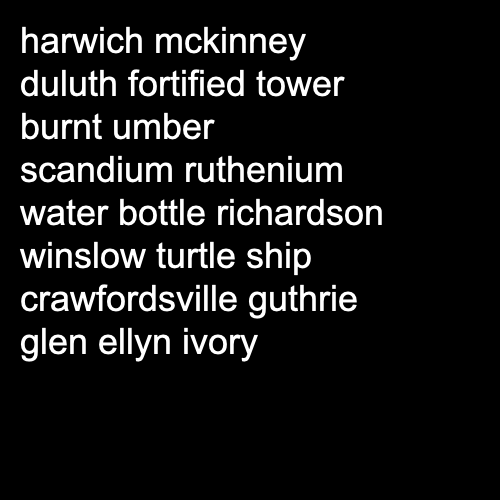 harwich mckinney
duluth fortified tower
burnt umber
scandium ruthenium
water bottle richardson
winslow turtle ship
crawfordsville guthrie
glen ellyn ivory